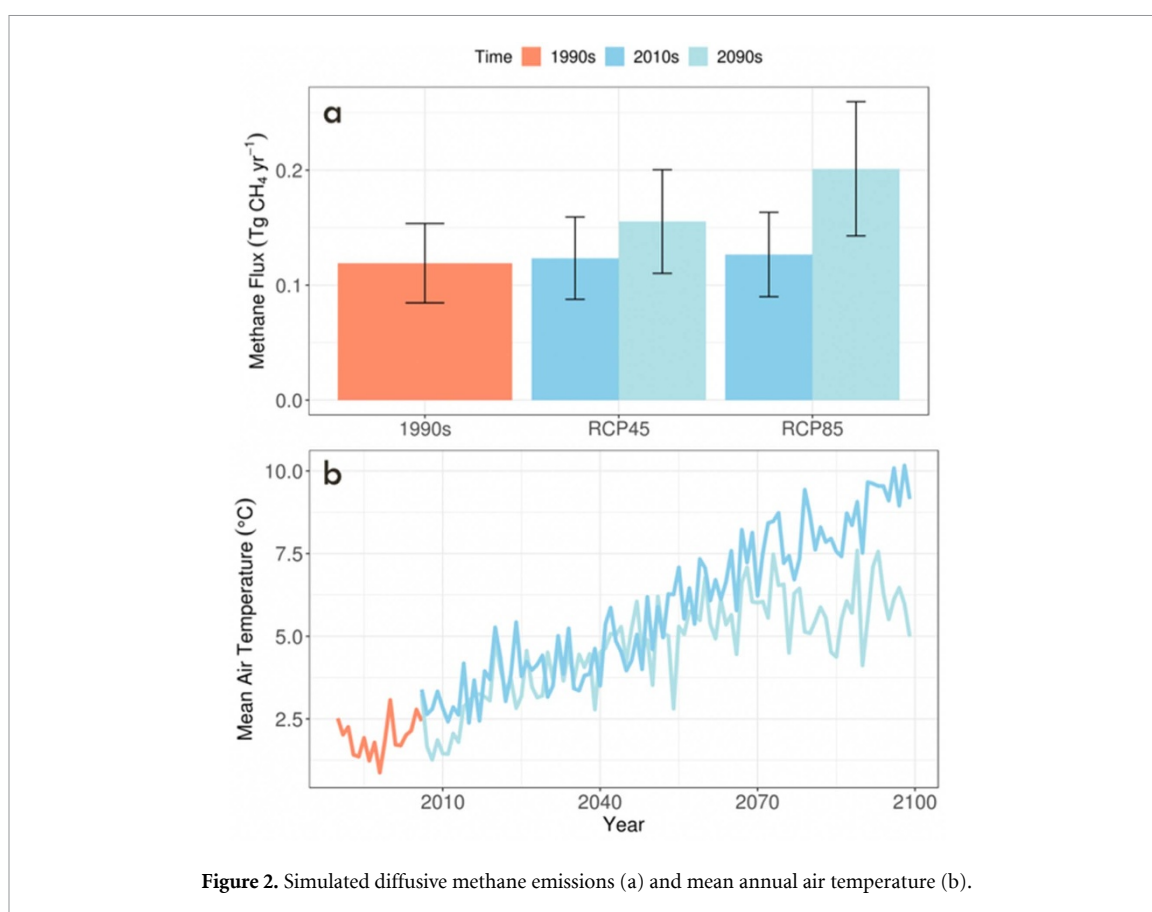 Time 1990s 2010s 2090s
a
Methane Flux (Tg CH₄ yr⁻¹)
0.2
0.1
0.0
1990s RCP45 RCP85
b
Mean Air Temperature (°C)
10.0
7.5
5.0
2.5
2010 2040 2070 2100
Year
Figure 2. Simulated diffusive methane emissions (a) and mean annual air temperature (b).